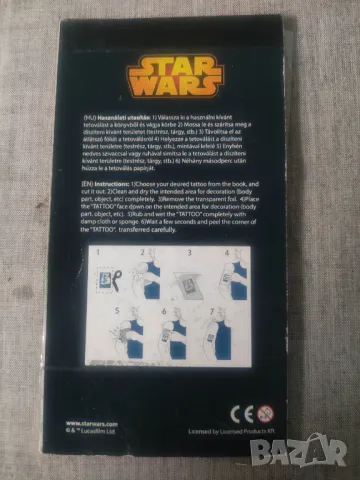 STAR
WARS
(HU) Használati utasítás: 1) Válassza ki a használni kívánt
tetoválást a könyvből és vágja körbe 2) Mossa le és szárítsa meg a
díszíteni kívánt területet (testrész, tárgy, stb.) 3) Távolítsa el az
átlátszó fóliát a tetoválásról 4) Helyezze a tetoválást a díszíteni
kívánt területre (testrész, tárgy, stb.), mintával lefelé 5) Enyhén
nedves szivaccsal vagy ruhával simítsa le a tetoválást a díszíteni
kívánt területen (testrész, tárgy, stb.) 6) Néhány másodperc után
húzza le a tetoválás papírját.
(EN) Instructions: 1)Choose your desired tattoo from the book, and
cut it out. 2)Clean and dry the intended area for decoration (body
part, object, etc) completely. 3)Remove the transparent foil. 4)Place
the "TATTOO" face down on the intended area for decoration (body
part, object, etc). 5)Rub and wet the "TATTOO" completely with
damp cloth or sponge. 6)Wait a few seconds and peel the corner of
the "TATTOO". transferred carefully.
1 2 3 4
5 6 7
www.starwars.com
© & ™ Lucasfilm Ltd.
CE
0-3
Licensed by Licensed Products Kft.
BAZAR